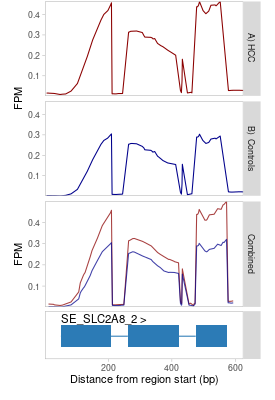 FPM
0.4
0.3
0.2
0.1
A) HCC
0.4
0.3
0.2
0.1
B) Controls
FPM
0.4
0.3
0.2
0.1
Combined
SE_SLC2A8_2 >
200
400
600
Distance from region start (bp)